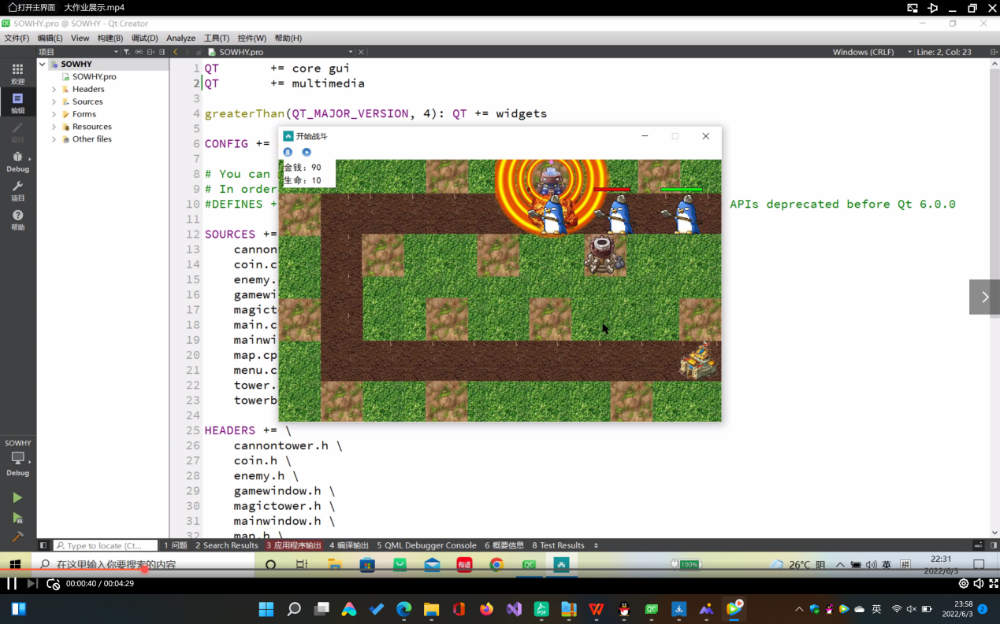 打开主界面 大作业展示.mp4
SOWHY.pro @ SOWHY - Qt Creator
文件(F) 编辑(E) View 构建(B) 调试(D) Analyze 工具(T) 控件(W) 帮助(H)
项目 SOWHY.pro Windows (CRLF) Line: 2, Col: 23
SOWHY
SOWHY.pro
Headers
Sources
Forms
Resources
Other files
欢迎
编辑
设计
Debug
项目
帮助
SOWHY
Debug
1 QT += core gui
2 QT += multimedia
3
4 greaterThan(QT_MAJOR_VERSION, 4): QT += widgets
5
6 CONFIG +=
7
8 # You can
9 # In order
10 #DEFINES + APIs deprecated before Qt 6.0.0
11
12 SOURCES +=
13 cannon
14 coin.c
15 enemy.
16 gamewi
17 magict
18 main.c
19 mainwi
20 map.cp
21 menu.c
22 tower.
23 towerb
24
25 HEADERS += \
26 cannontower.h \
27 coin.h \
28 enemy.h \
29 gamewindow.h \
30 magictower.h \
31 mainwindow.h \
32 map.h \
开始战斗
金钱：90
生命：10
Type to locate (Ct... 1 问题 2 Search Results 3 应用程序输出 4 编译输出 5 QML Debugger Console 6 概要信息 8 Test Results
在这里输入你要搜索的内容 100% 26°C 阴 英 拼 22:31
2022/6/3
00:00:40 / 00:04:29
英 23:58
2022/6/3
2